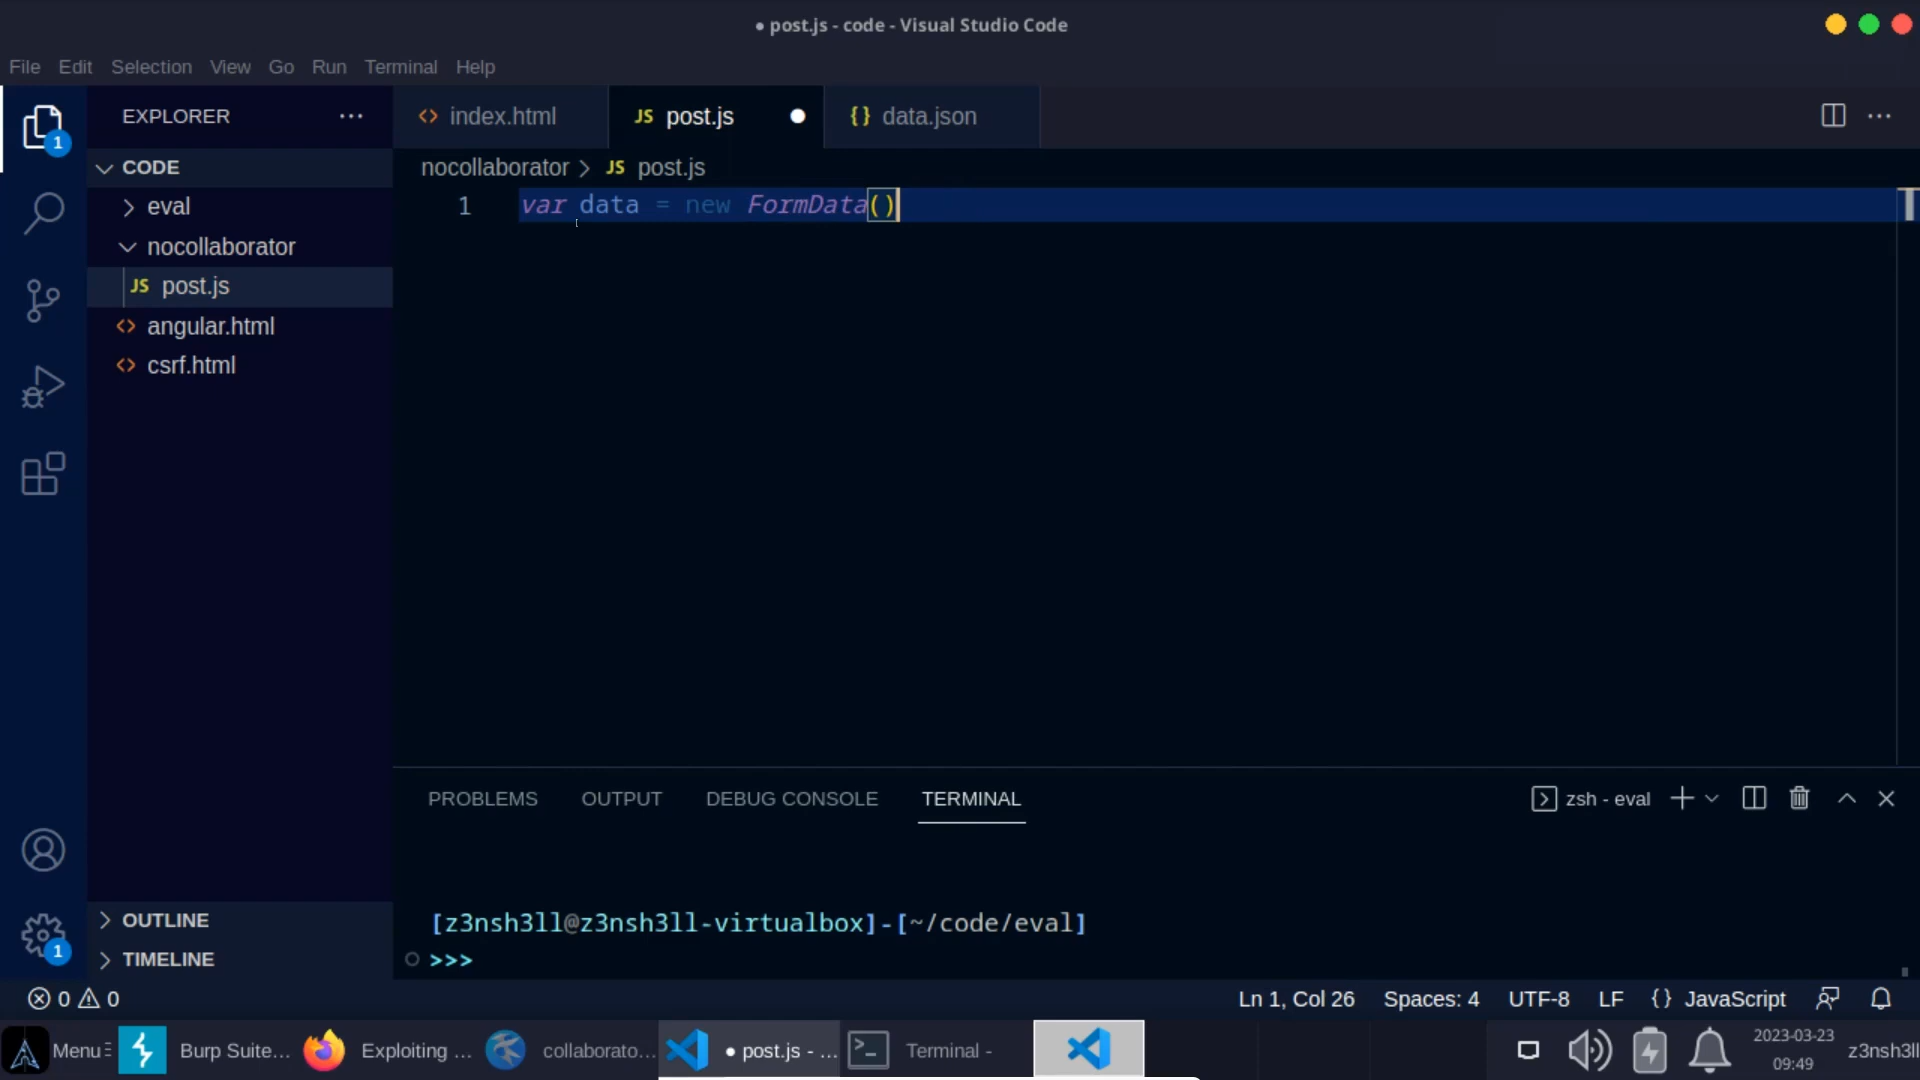 ● post.js - code - Visual Studio Code
File Edit Selection View Go Run Terminal Help
EXPLORER
index.html
JS post.js
{} data.json
1
CODE
nocollaborator > JS post.js
eval
nocollaborator
JS post.js
angular.html
csrf.html
1 var data = new FormData()
PROBLEMS OUTPUT DEBUG CONSOLE TERMINAL
zsh - eval
[z3nsh3ll@z3nsh3ll-virtualbox]-[~/code/eval]
>>>
OUTLINE
1
TIMELINE
0 0
Ln 1, Col 26 Spaces: 4 UTF-8 LF {} JavaScript
Menu
Burp Suite...
Exploiting ...
collaborato...
● post.js - ...
Terminal -
2023-03-23
09:49
z3nsh3ll